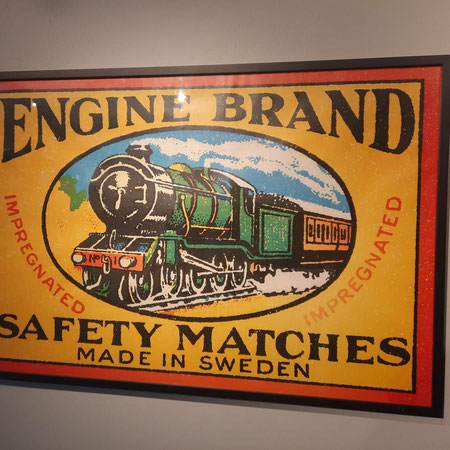 ENGINE BRAND
IMPREGNATED
IMPREGNATED
SAFETY MATCHES
MADE IN SWEDEN